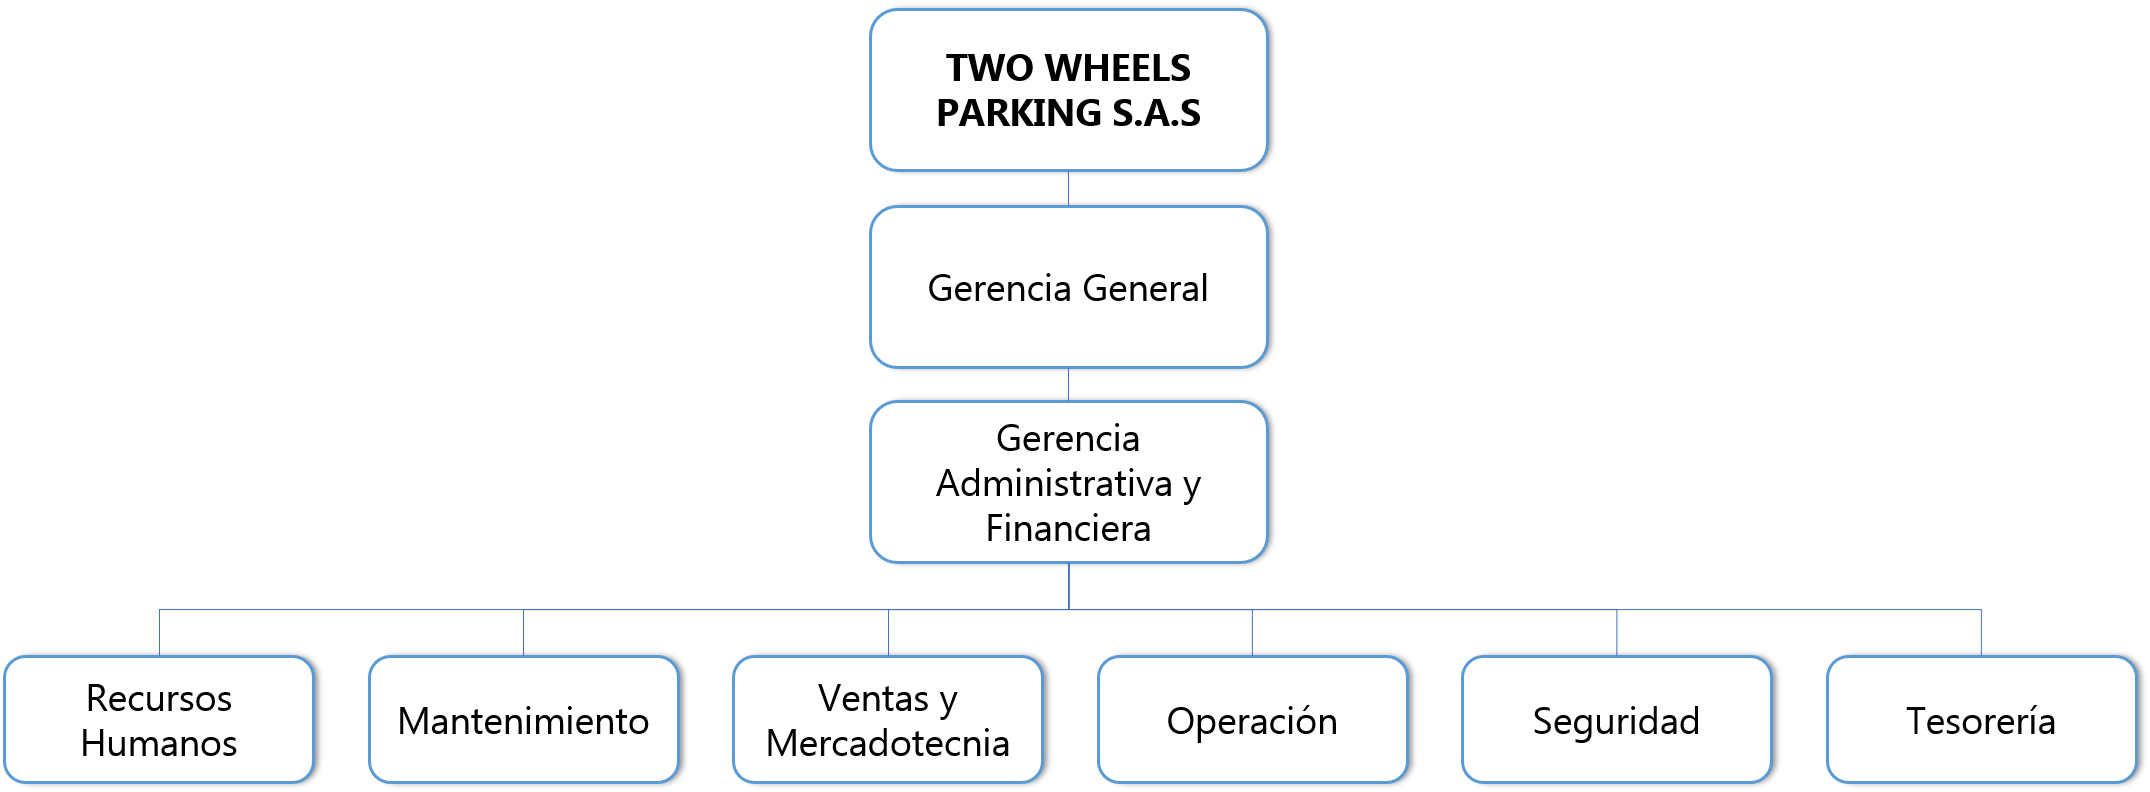 TWO WHEELS
PARKING S.A.S
Gerencia General
Gerencia
Administrativa y
Financiera
Recursos
Humanos
Mantenimiento
Ventas y
Mercadotecnia
Operación
Seguridad
Tesorería